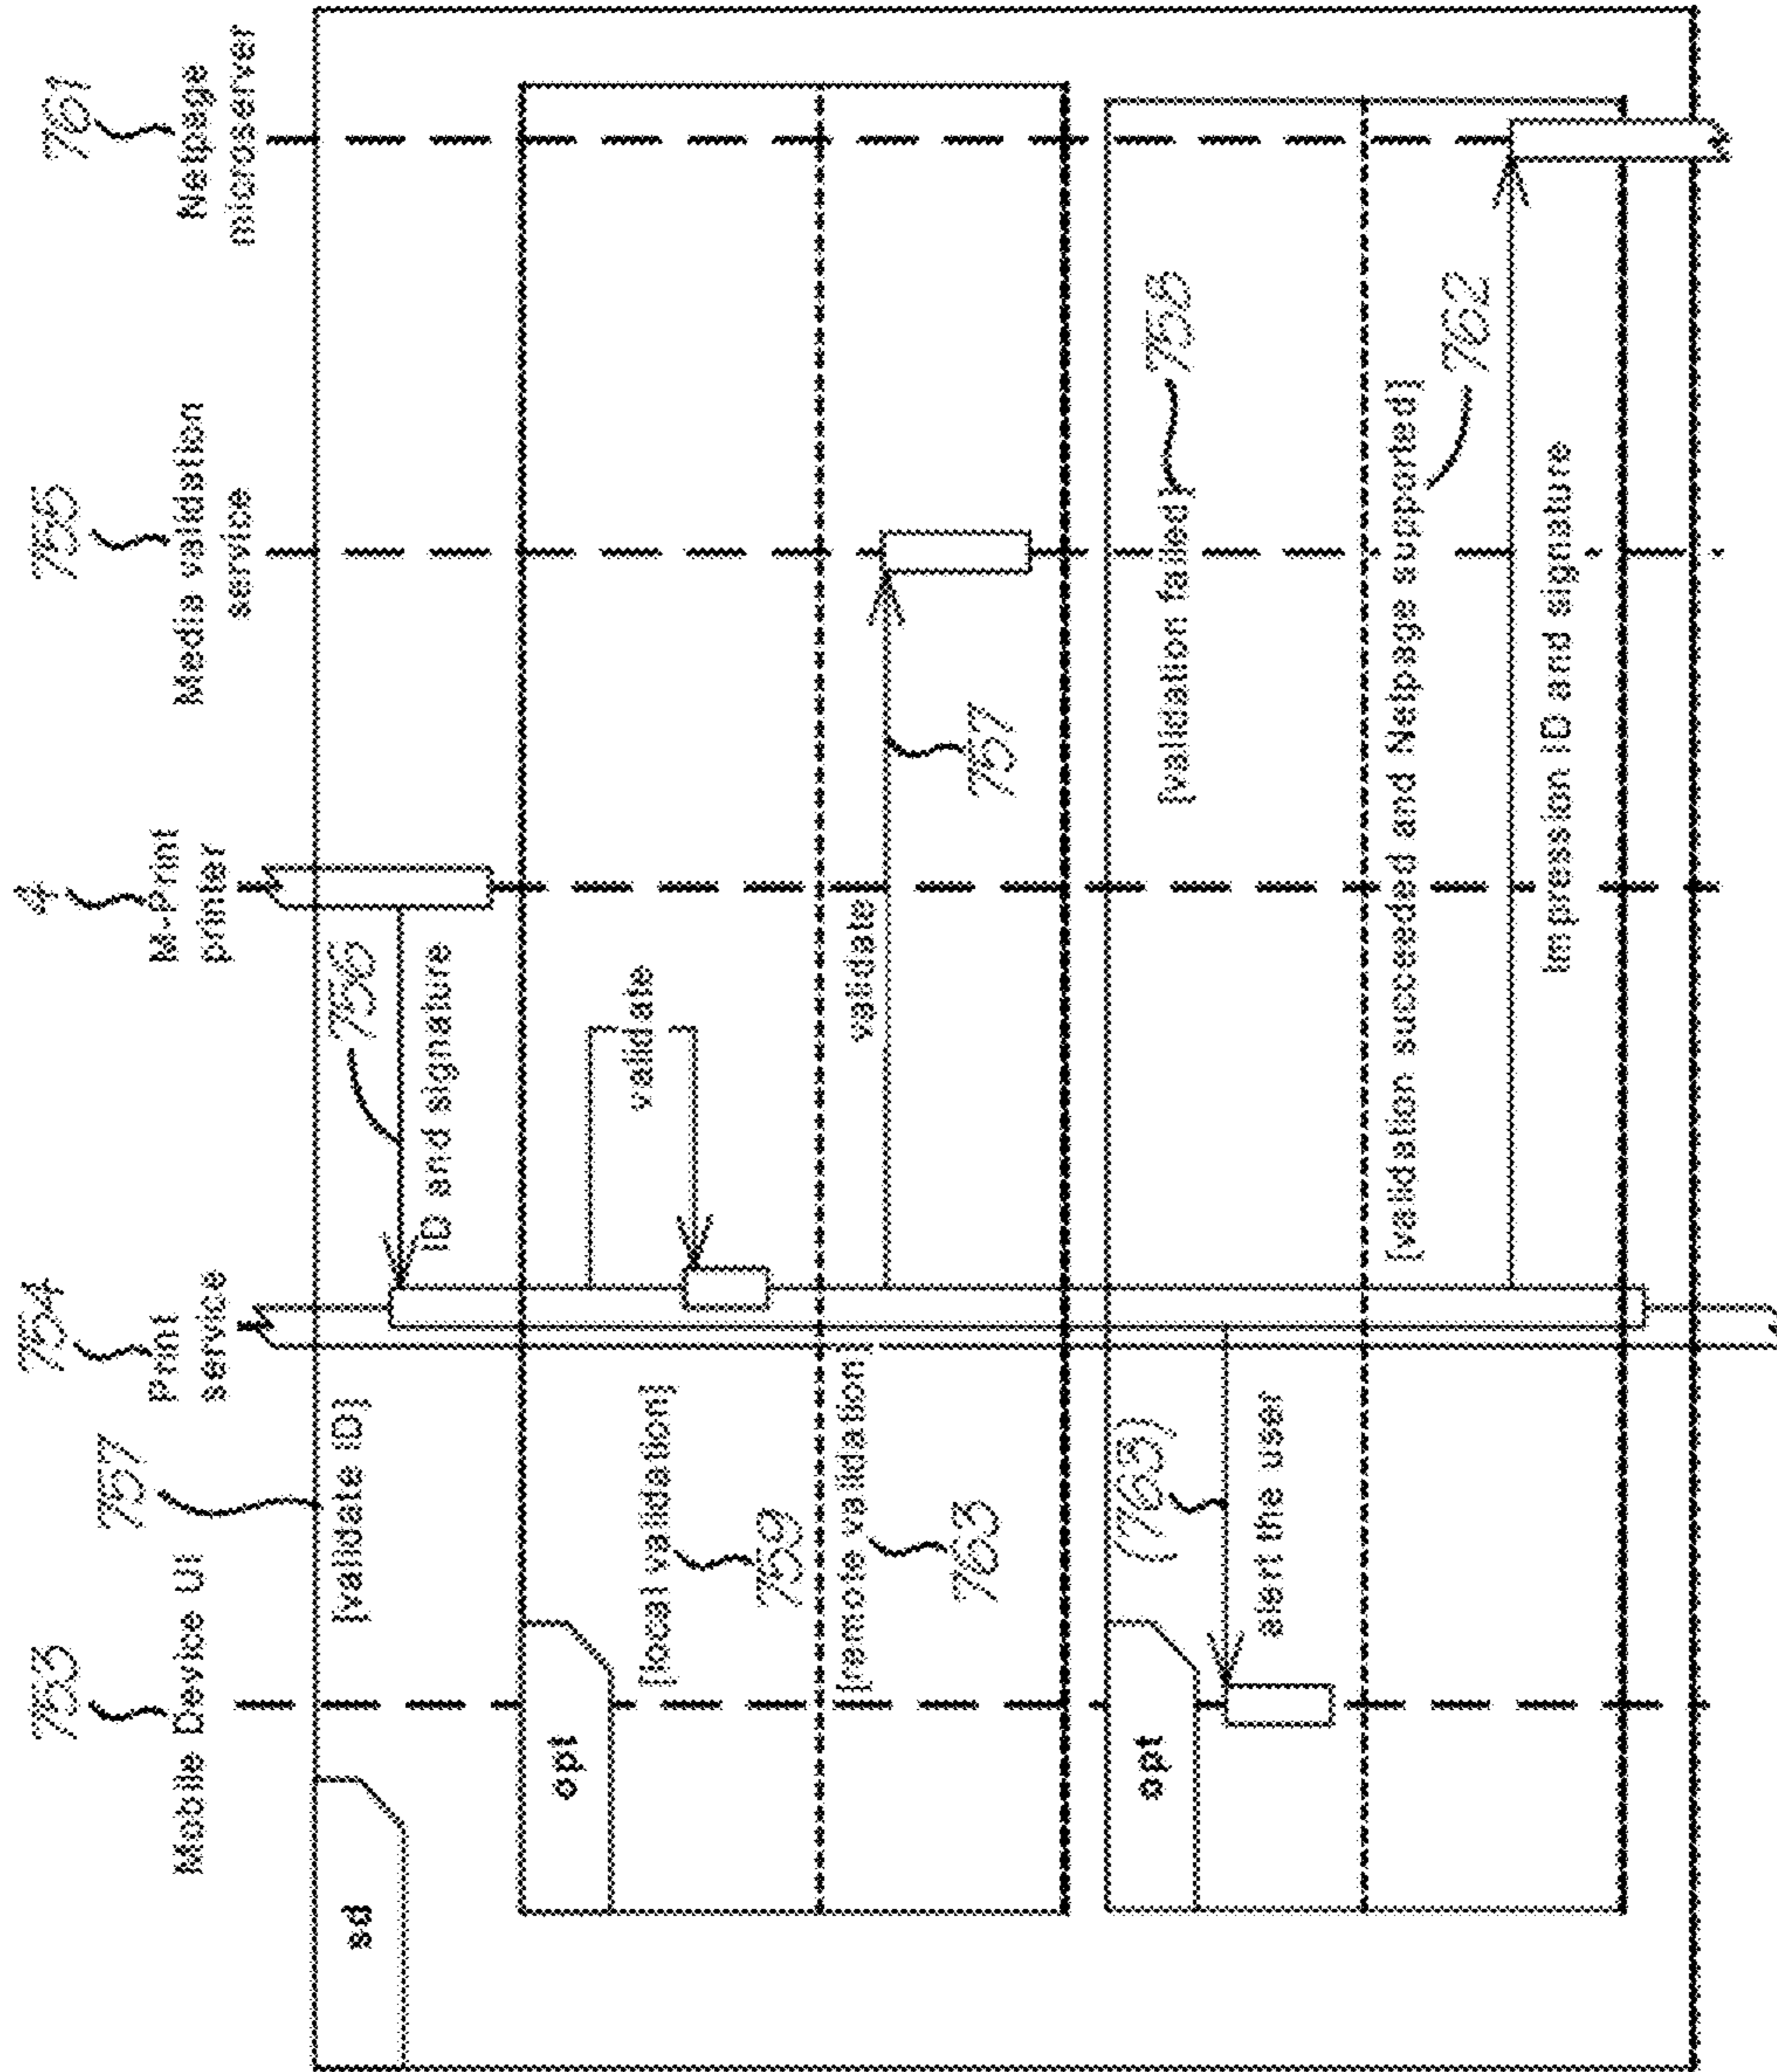 753
754
4
755
761
Mobile Device UI
757
Print
service
M-Print
printer
Media validation
service
Netpage
microserver
sd
[validate ID]
756
ID and signature
opt
[local validation]
validate
759
[remote validation]
validate
763
757
opt
(763)
[validation failed]
758
alert the user
[validation succeeded and Netpage supported]
762
Impression ID and signature